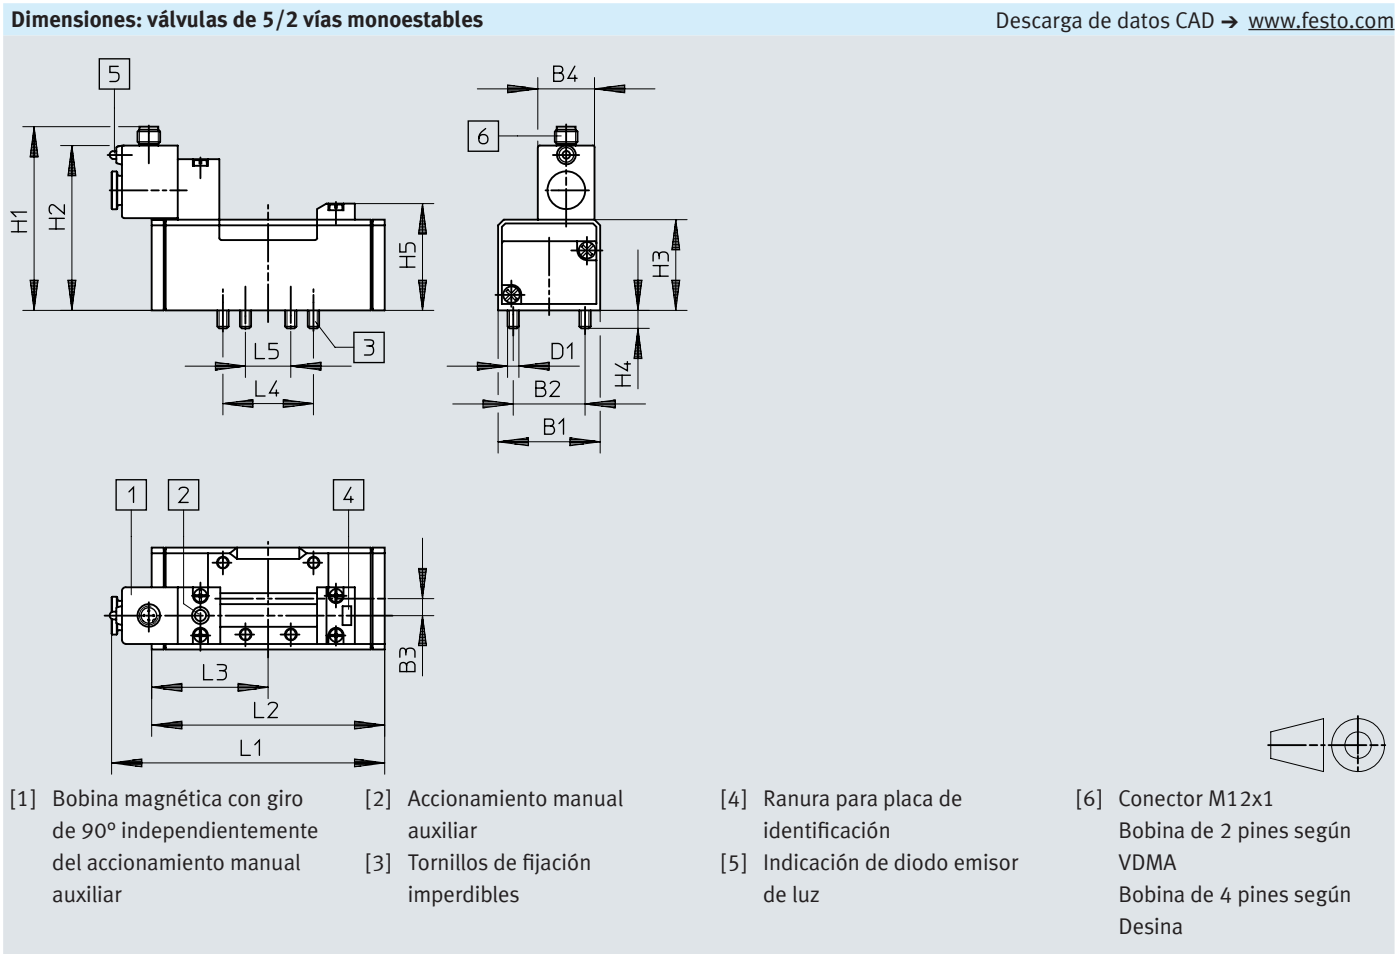 Dimensiones: válvulas de 5/2 vías monoestables
Descarga de datos CAD ➔ www.festo.com
5
H1
H2
H5
L5
L4
3
B4
6
H3
D1
H4
B2
B1
1
2
4
B3
L3
L2
L1
[1] Bobina magnética con giro
de 90° independientemente
del accionamiento manual
auxiliar
[2] Accionamiento manual
auxiliar
[3] Tornillos de fijación
imperdibles
[4] Ranura para placa de
identificación
[5] Indicación de diodo emisor
de luz
[6] Conector M12x1
Bobina de 2 pines según
VDMA
Bobina de 4 pines según
Desina